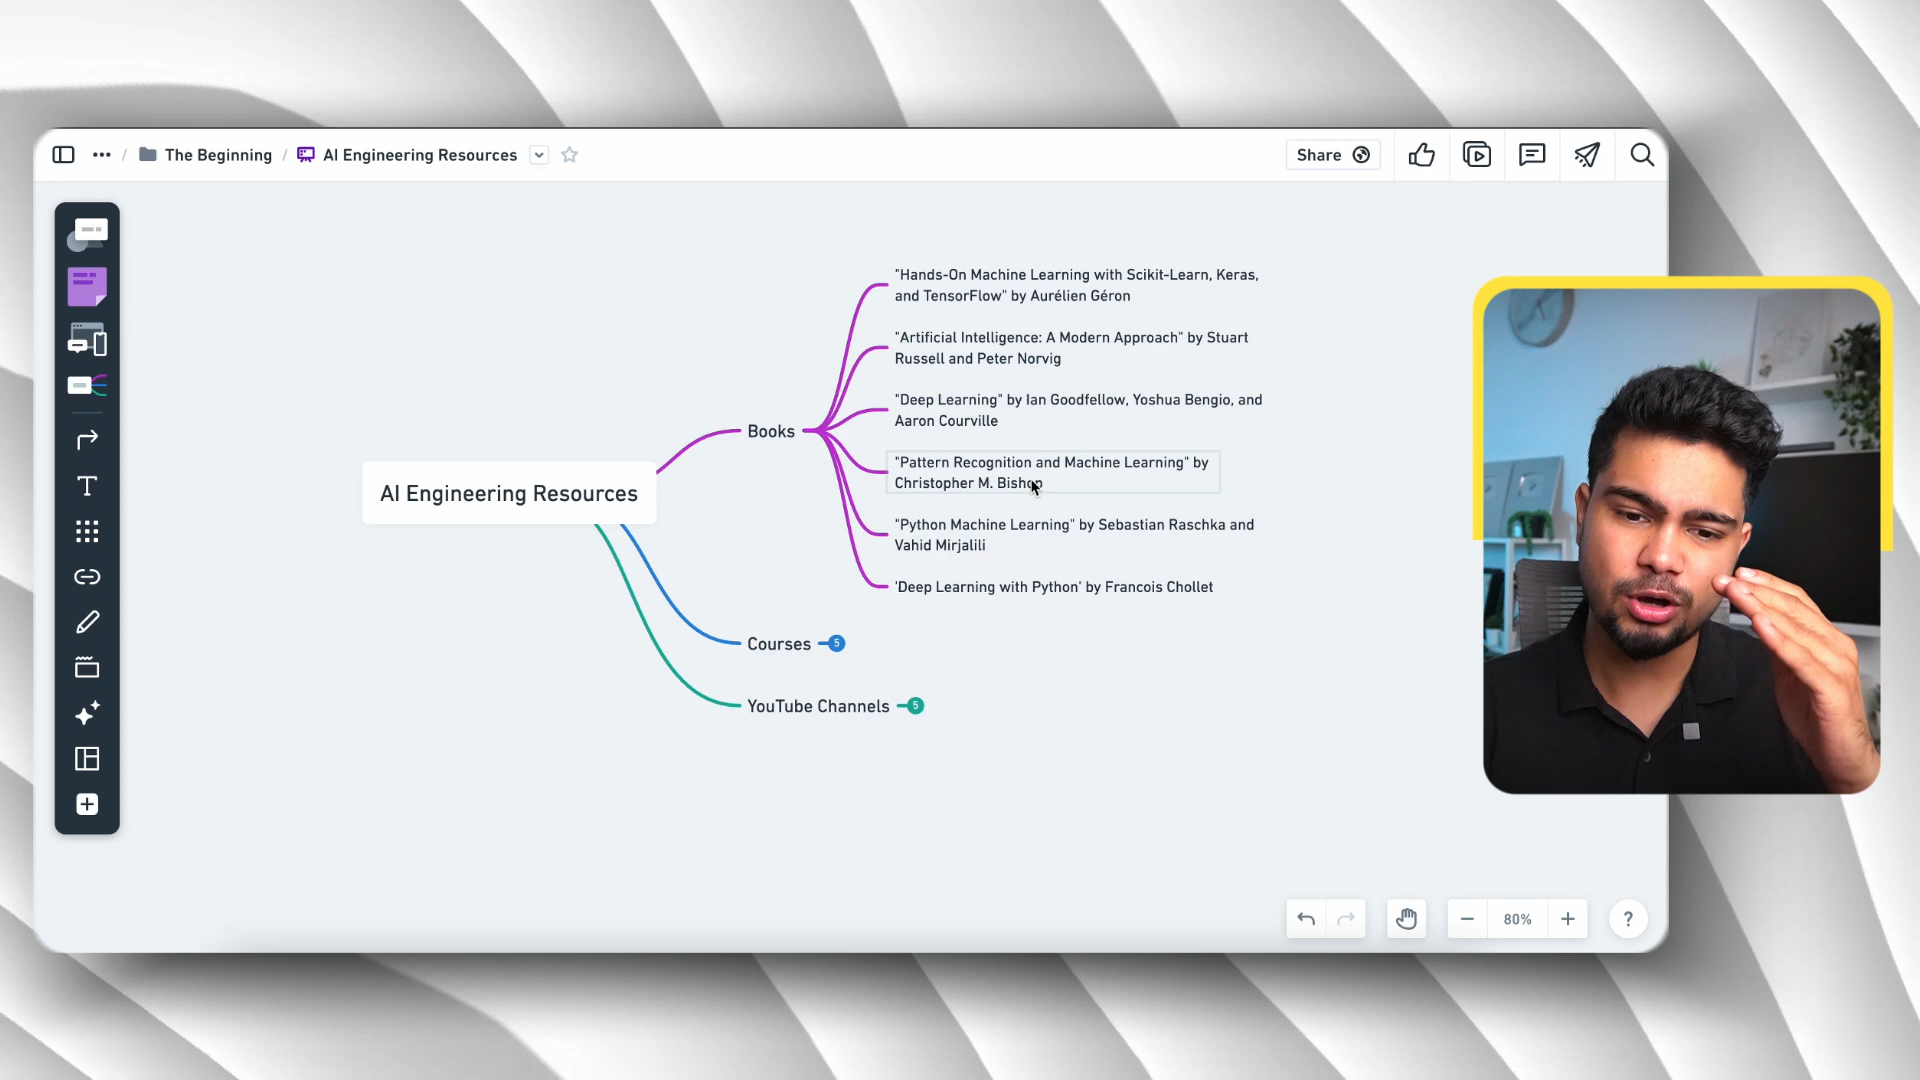 ••• / The Beginning / AI Engineering Resources
Share
"Hands-On Machine Learning with Scikit-Learn, Keras,
and TensorFlow" by Aurélien Géron
"Artificial Intelligence: A Modern Approach" by Stuart
Russell and Peter Norvig
"Deep Learning" by Ian Goodfellow, Yoshua Bengio, and
Aaron Courville
Books
"Pattern Recognition and Machine Learning" by
Christopher M. Bishop
AI Engineering Resources
"Python Machine Learning" by Sebastian Raschka and
Vahid Mirjalili
'Deep Learning with Python' by Francois Chollet
Courses 5
YouTube Channels 5
80%
?